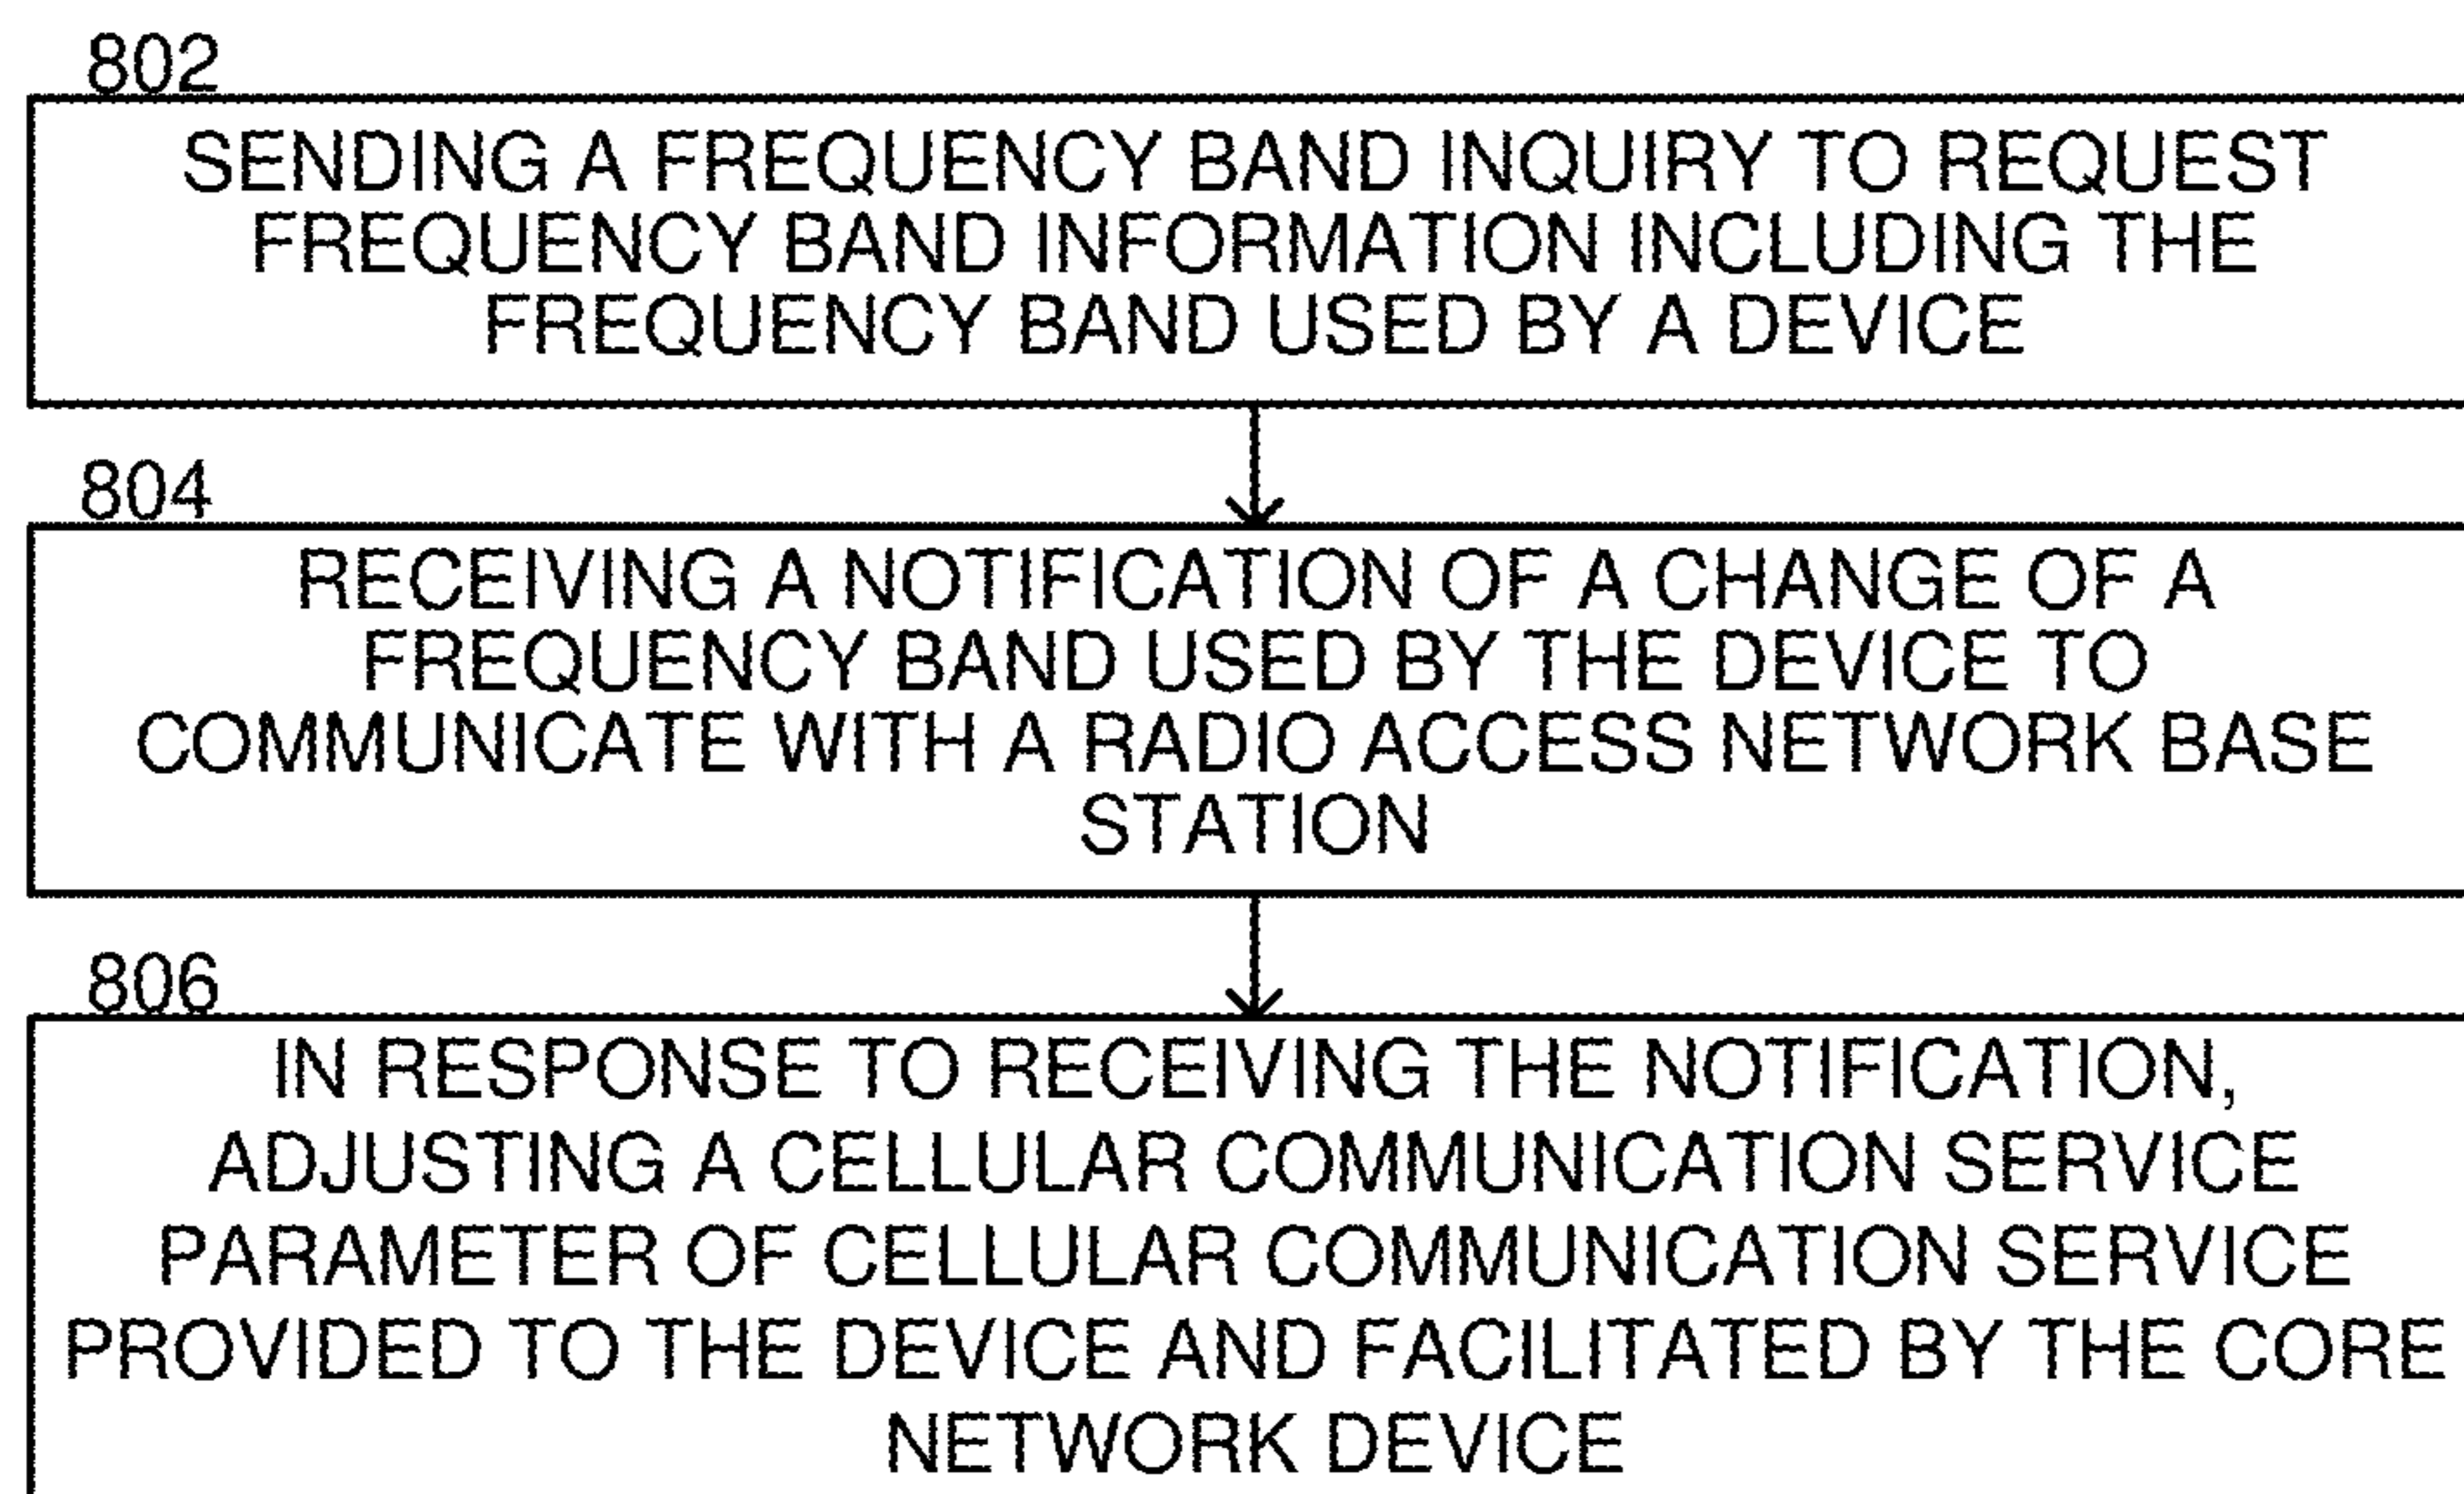 802
SENDING A FREQUENCY BAND INQUIRY TO REQUEST
FREQUENCY BAND INFORMATION INCLUDING THE
FREQUENCY BAND USED BY A DEVICE
804
RECEIVING A NOTIFICATION OF A CHANGE OF A
FREQUENCY BAND USED BY THE DEVICE TO
COMMUNICATE WITH A RADIO ACCESS NETWORK BASE
STATION
806
IN RESPONSE TO RECEIVING THE NOTIFICATION,
ADJUSTING A CELLULAR COMMUNICATION SERVICE
PARAMETER OF CELLULAR COMMUNICATION SERVICE
PROVIDED TO THE DEVICE AND FACILITATED BY THE CORE
NETWORK DEVICE